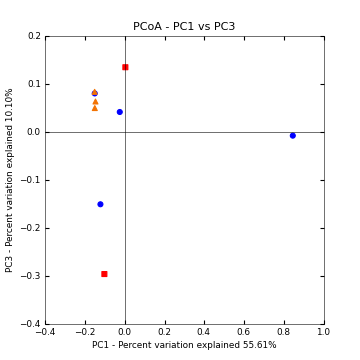 PCoA - PC1 vs PC3
0.2
0.1
0.0
−0.1
−0.2
−0.3
−0.4
PC3 - Percent variation explained 10.10%
−0.4 −0.2 0.0 0.2 0.4 0.6 0.8 1.0
PC1 - Percent variation explained 55.61%